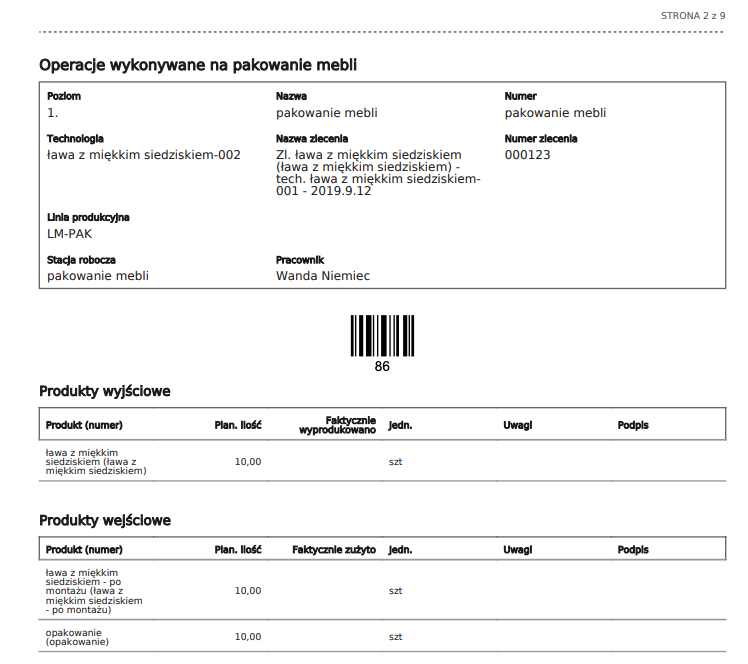 STRONA 2 z 9
Operacje wykonywane na pakowanie mebli
Poziom Nazwa Numer
1. pakowanie mebli pakowanie mebli
Technologia Nazwa zlecenia Numer zlecenia
ława z miękkim siedziskiem-002 Zl. ława z miękkim siedziskiem 000123
(ława z miękkim siedziskiem) -
tech. ława z miękkim siedziskiem-
001 - 2019.9.12
Linia produkcyjna
LM-PAK
Stacja robocza Pracownik
pakowanie mebli Wanda Niemiec
86
Produkty wyjściowe
Produkt (numer) Plan. ilość Faktycznie wyprodukowano Jedn. Uwagi Podpis
ława z miękkim
siedziskiem (ława z 10,00 szt
miękkim siedziskiem)
Produkty wejściowe
Produkt (numer) Plan. ilość Faktycznie zużyto Jedn. Uwagi Podpis
ława z miękkim
siedziskiem - po
montażu (ława z 10,00 szt
miękkim siedziskiem
- po montażu)
opakowanie 10,00 szt
(opakowanie)